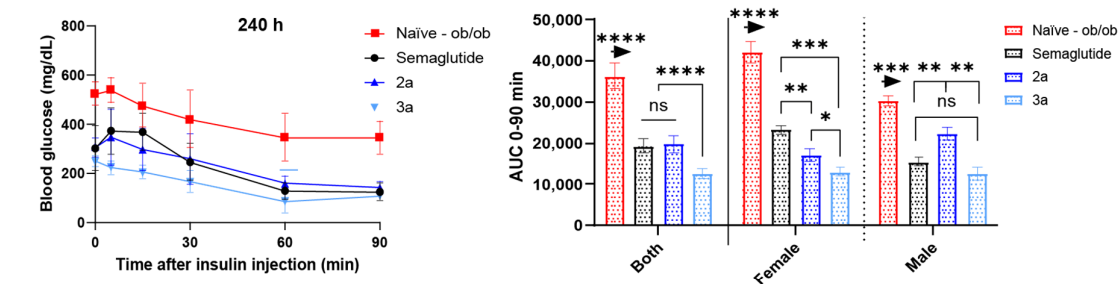 240 h
Blood glucose (mg/dL)
800
600
400
200
0
0 30 60 90
Time after insulin injection (min)
Naïve - ob/ob
Semaglutide
2a
3a
AUC 0-90 min
50,000
40,000
30,000
20,000
10,000
0
****
ns
****
****
***
**
*
***
** **
ns
Both
Female
Male
Naïve - ob/ob
Semaglutide
2a
3a